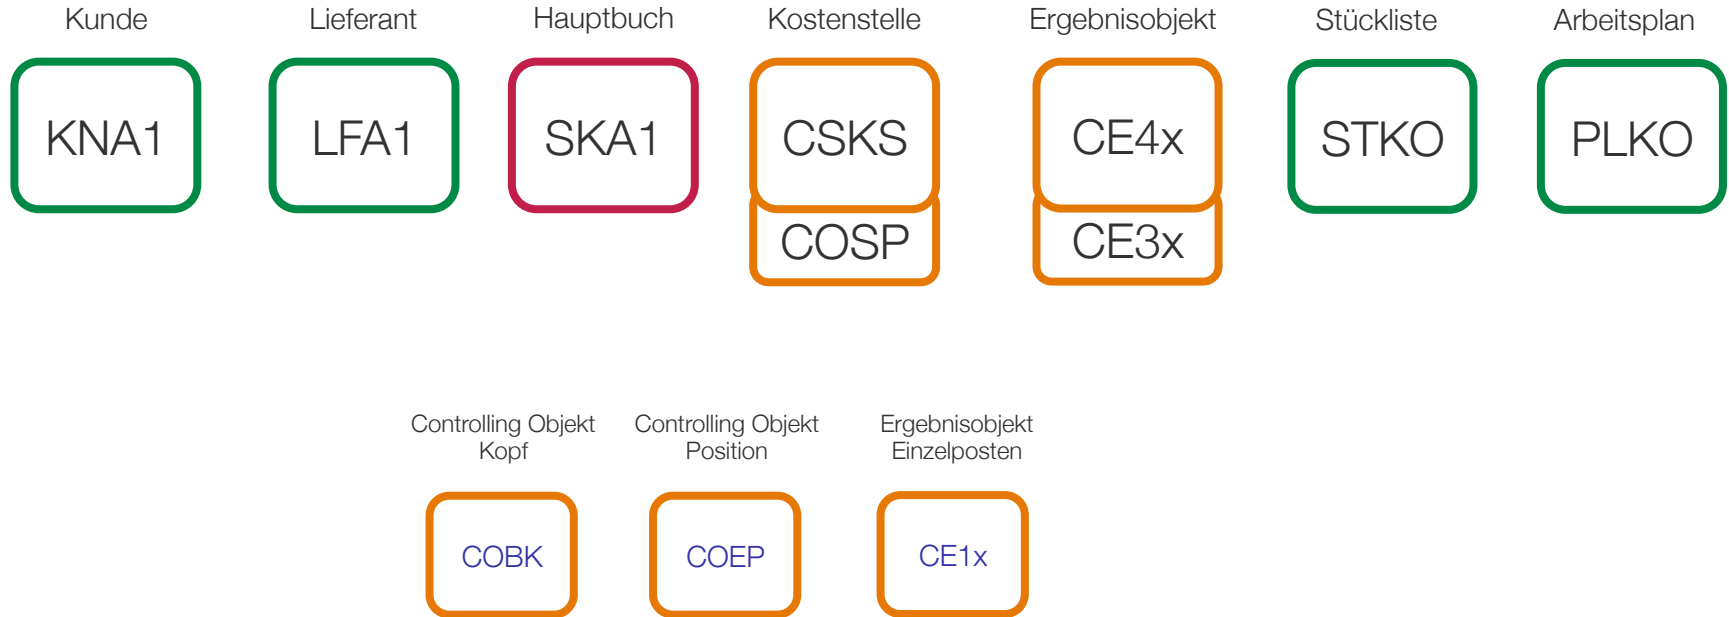 Kunde
Lieferant
Hauptbuch
Kostenstelle
Ergebnisobjekt
Stückliste
Arbeitsplan
KNA1
LFA1
SKA1
CSKS
CE4x
STKO
PLKO
COSP
CE3x
Controlling Objekt
Kopf
Controlling Objekt
Position
Ergebnisobjekt
Einzelposten
COBK
COEP
CE1x